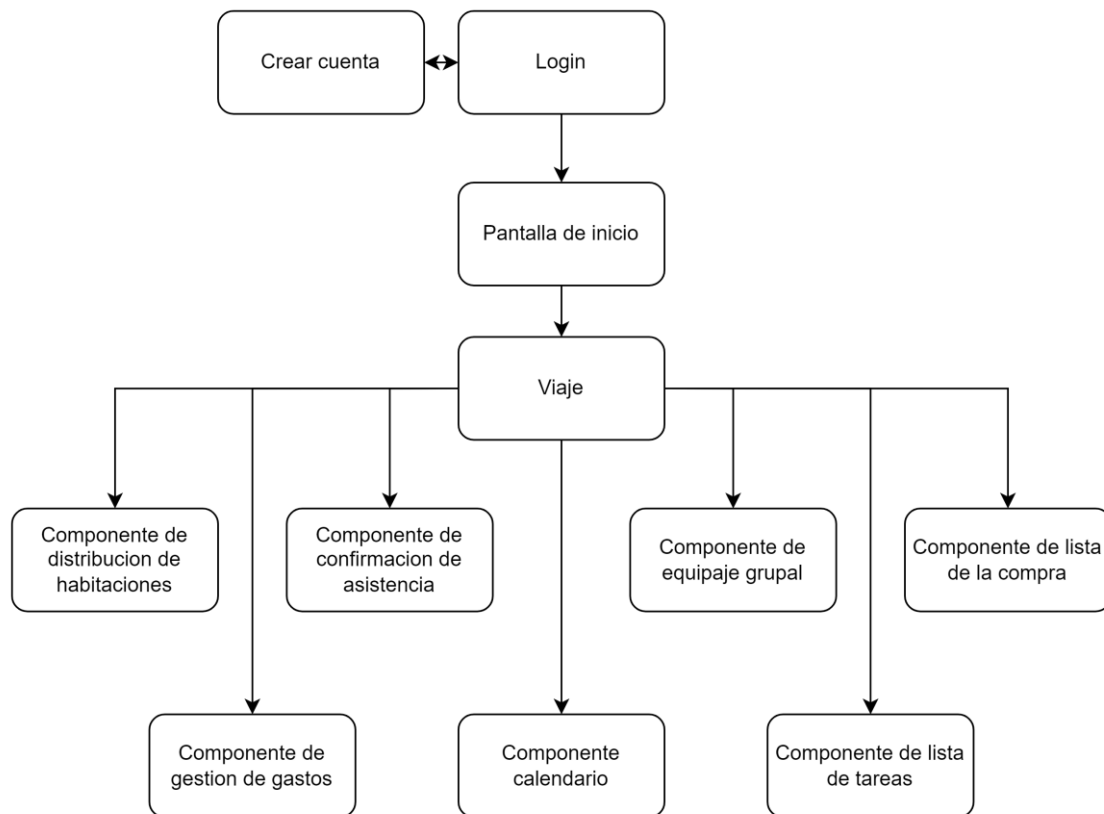 Crear cuenta
Login
Pantalla de inicio
Viaje
Componente de
distribucion de
habitaciones
Componente de
confirmacion de
asistencia
Componente de
equipaje grupal
Componente de lista
de la compra
Componente de
gestion de gastos
Componente
calendario
Componente de lista
de tareas